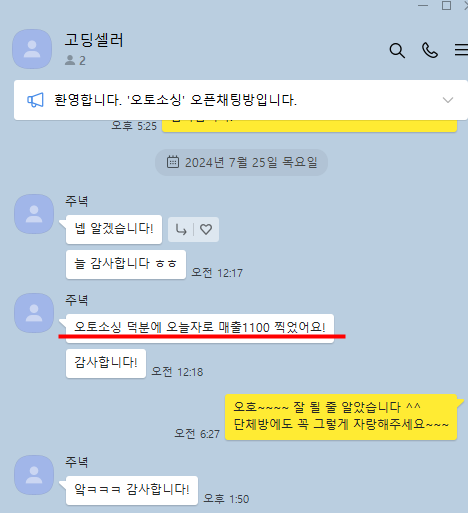 고딩셀러
2
환영합니다. '오토소싱' 오픈채팅방입니다.
오후 5:25
2024년 7월 25일 목요일
주녁
넵 알겠습니다!
늘 감사합니다 ㅎㅎ
오전 12:17
주녁
오토소싱 덕분에 오늘자로 매출1100 찍었어요!
감사합니다!
오전 12:18
오호~~~~ 잘 될 줄 알았습니다 ^^
단체방에도 꼭 그렇게 자랑해주세요~~~
오전 6:27
주녁
앜ㅋㅋㅋ 감사합니다!
오후 1:50